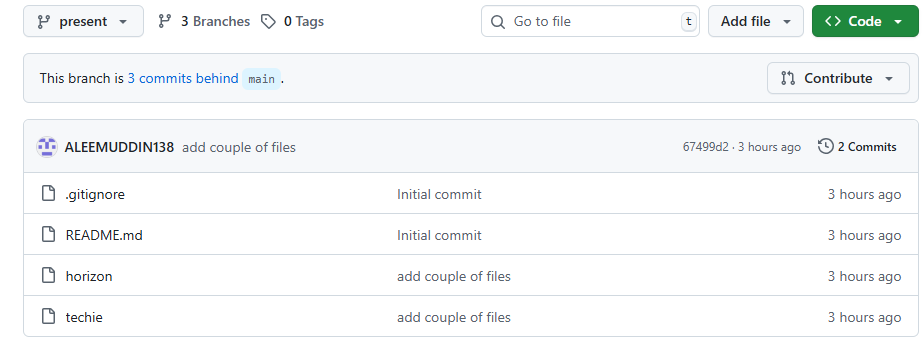 present 3 Branches 0 Tags Go to file t Add file <> Code
This branch is 3 commits behind main . Contribute
ALEEMUDDIN138 add couple of files 67499d2 · 3 hours ago 2 Commits
.gitignore Initial commit 3 hours ago
README.md Initial commit 3 hours ago
horizon add couple of files 3 hours ago
techie add couple of files 3 hours ago